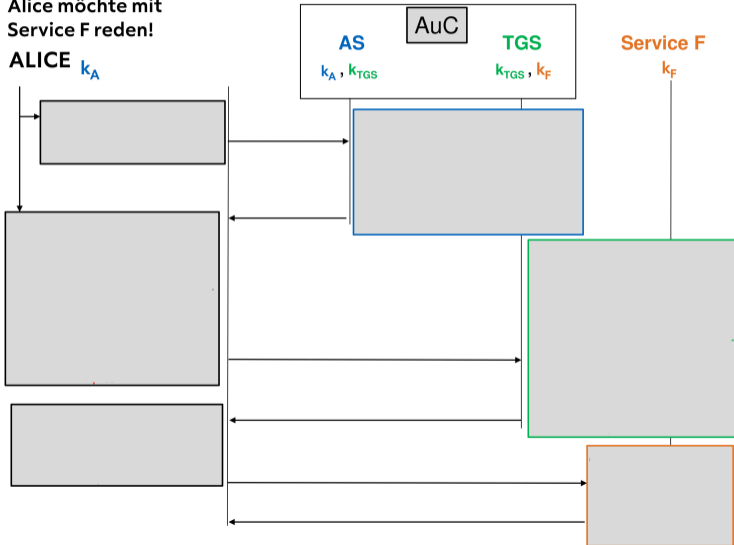 Alice möchte mit
Service F reden!
ALICE kA
AuC
AS
kA , kTGS
TGS
kTGS , kF
Service F
kF